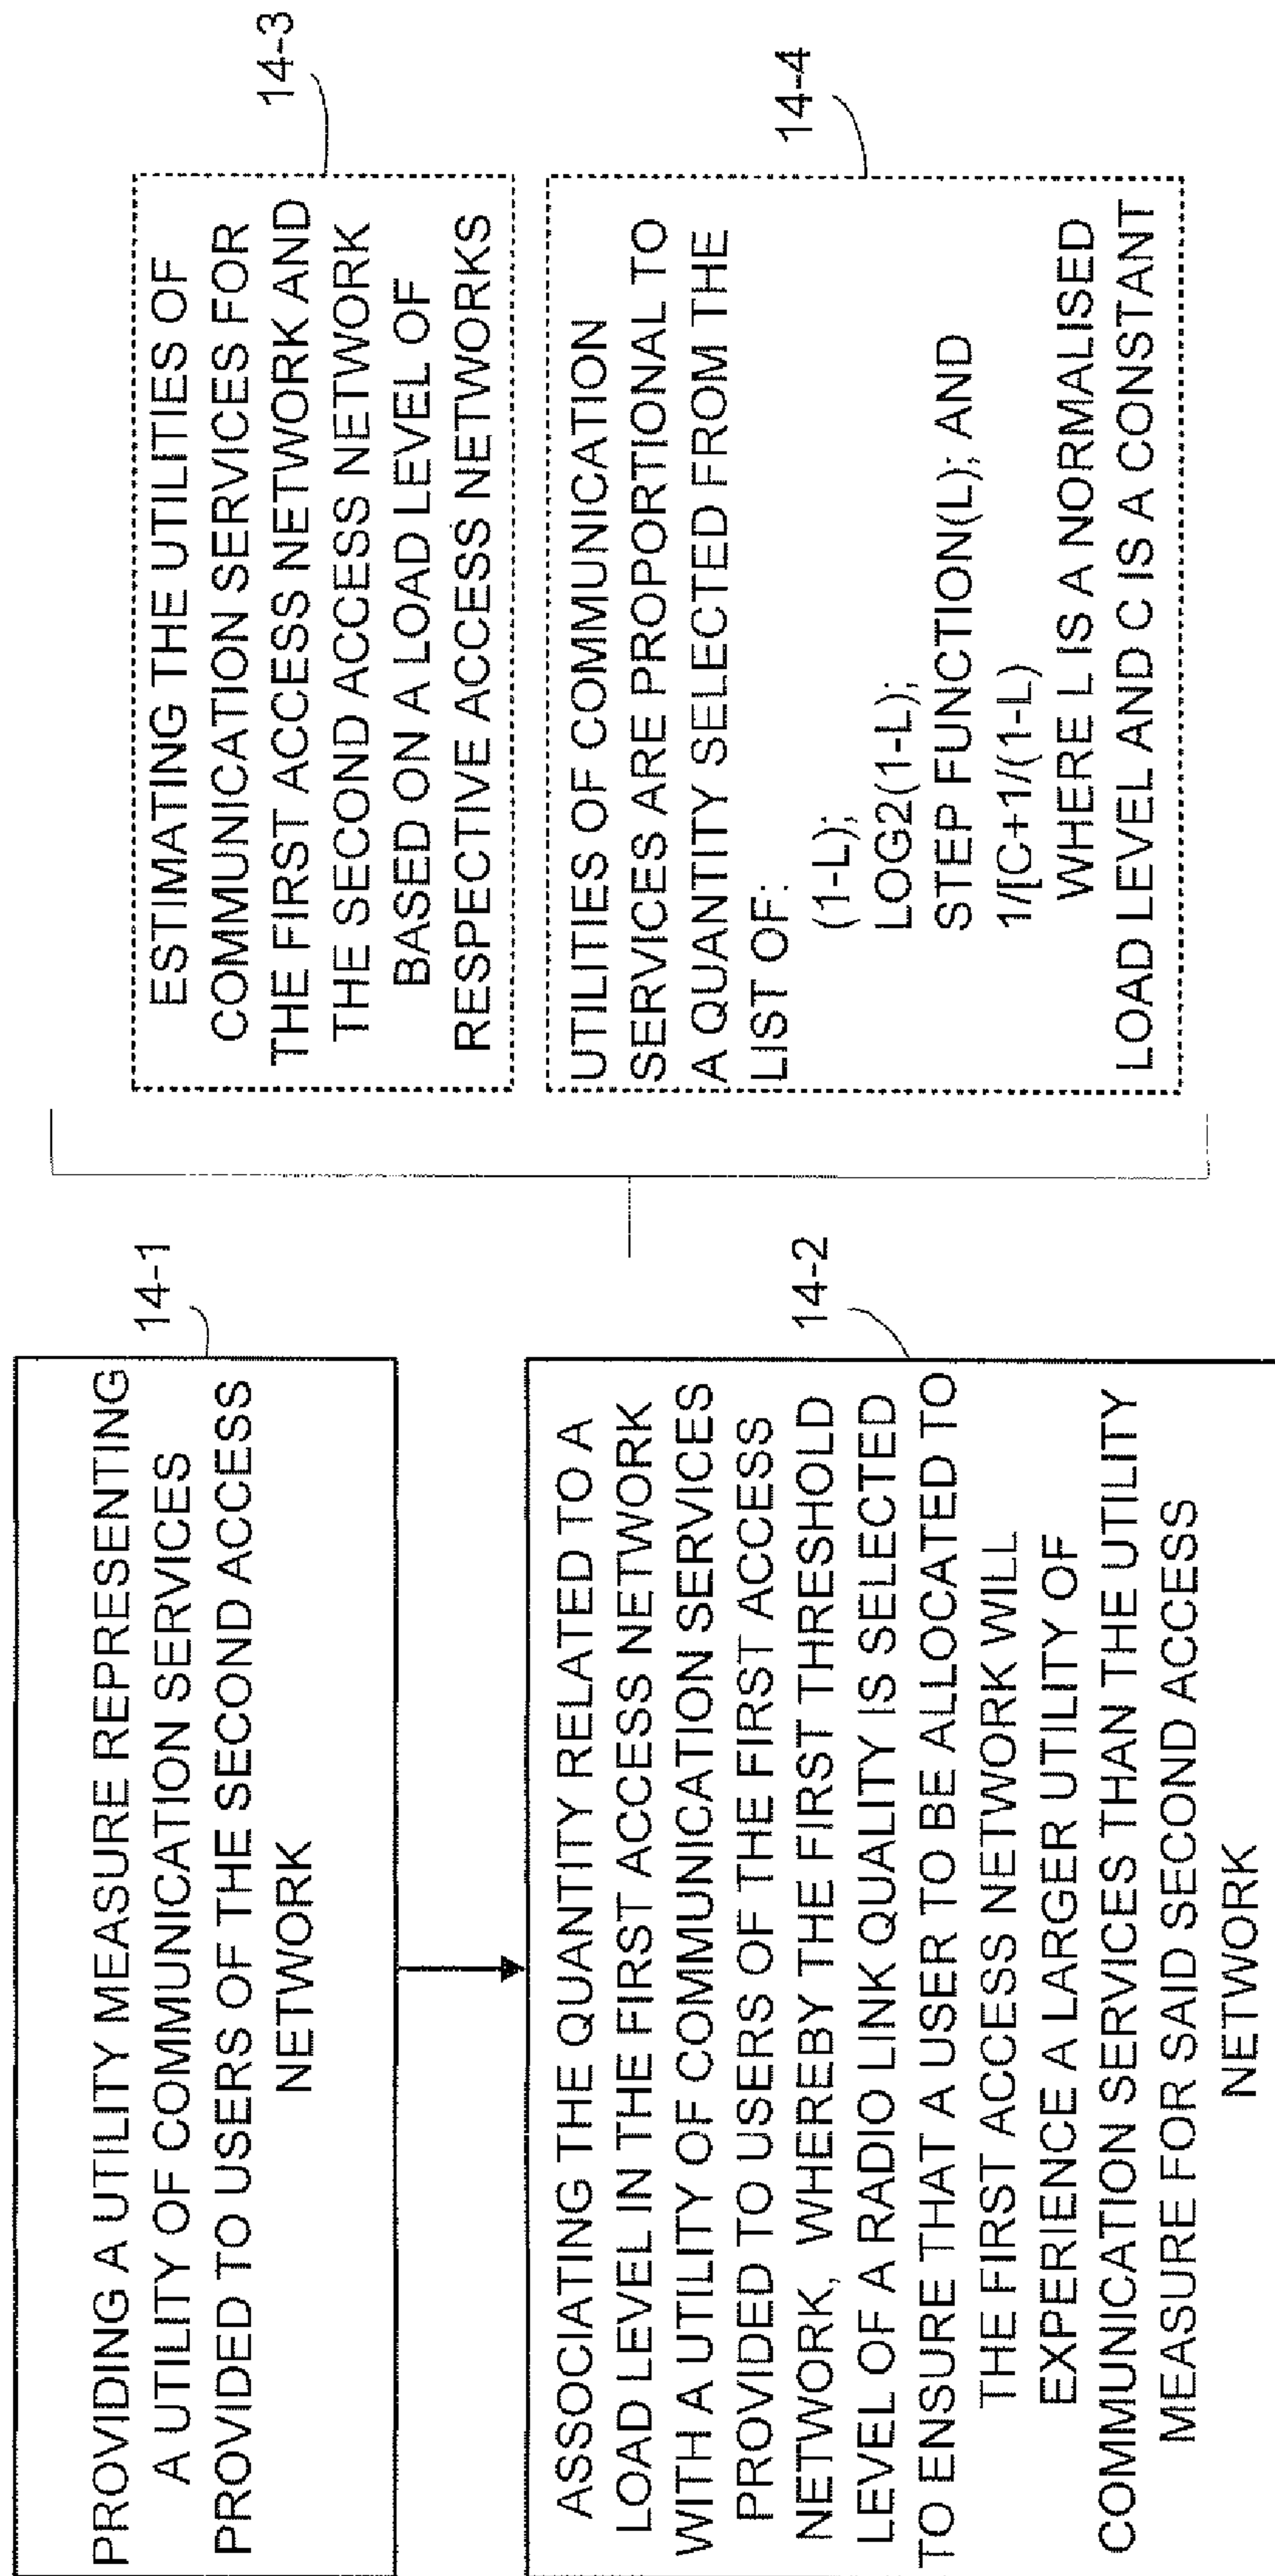 14-1
PROVIDING A UTILITY MEASURE REPRESENTING
A UTILITY OF COMMUNICATION SERVICES
PROVIDED TO USERS OF THE SECOND ACCESS
NETWORK
14-2
ASSOCIATING THE QUANTITY RELATED TO A
LOAD LEVEL IN THE FIRST ACCESS NETWORK
WITH A UTILITY OF COMMUNICATION SERVICES
PROVIDED TO USERS OF THE FIRST ACCESS
NETWORK, WHEREBY THE FIRST THRESHOLD
LEVEL OF A RADIO LINK QUALITY IS SELECTED
TO ENSURE THAT A USER TO BE ALLOCATED TO
THE FIRST ACCESS NETWORK WILL
EXPERIENCE A LARGER UTILITY OF
COMMUNICATION SERVICES THAN THE UTILITY
MEASURE FOR SAID SECOND ACCESS
NETWORK
14-3
ESTIMATING THE UTILITIES OF
COMMUNICATION SERVICES FOR
THE FIRST ACCESS NETWORK AND
THE SECOND ACCESS NETWORK
BASED ON A LOAD LEVEL OF
RESPECTIVE ACCESS NETWORKS
14-4
UTILITIES OF COMMUNICATION
SERVICES ARE PROPORTIONAL TO
A QUANTITY SELECTED FROM THE
LIST OF:
(1-L);
LOG2(1-L);
STEP FUNCTION(L); AND
1/[C+1/(1-L)
WHERE L IS A NORMALISED
LOAD LEVEL AND C IS A CONSTANT